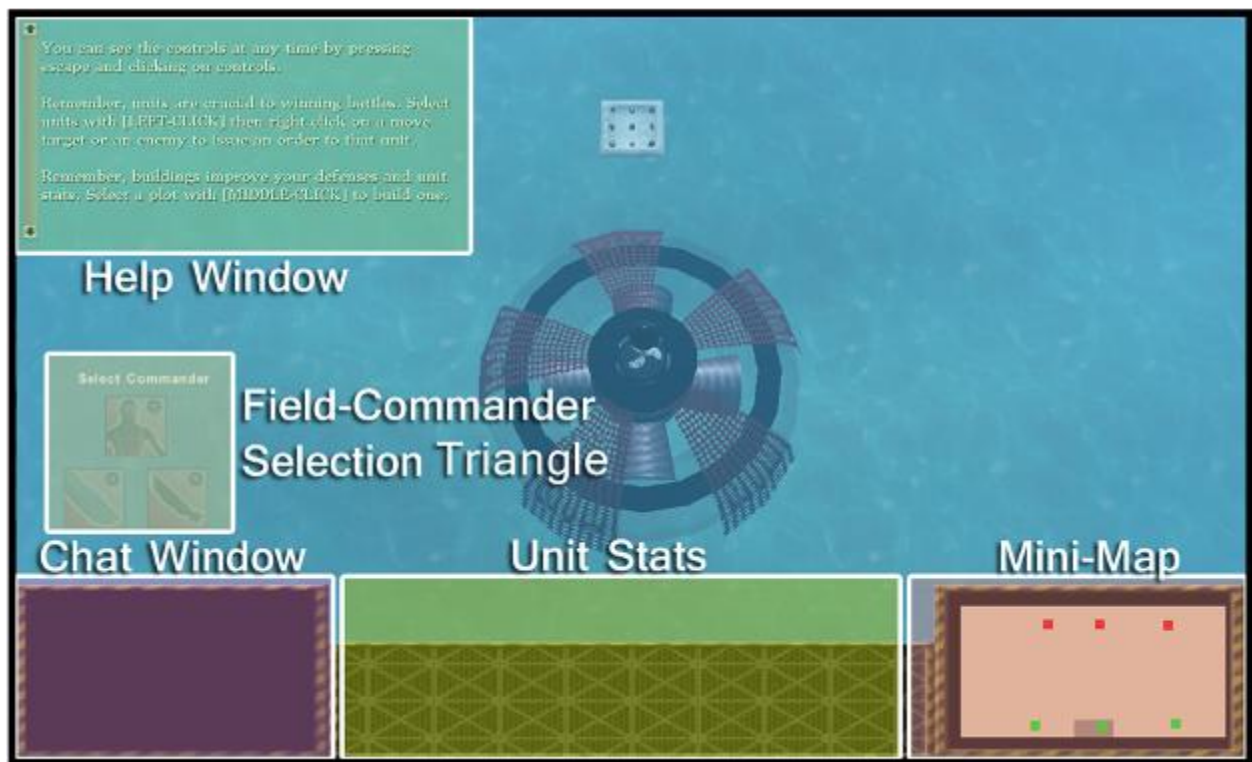 You can see the controls at any time by pressing
escape and clicking on controls.
Remember, units are crucial to winning battles. Select
units with [LEFT-CLICK] then right click on a move
target or an enemy to issue an order to that unit.
Remember, buildings improve your defenses and unit
stats. Select a plot with [MIDDLE-CLICK] to build one.
Help Window
Select Commander
Field-Commander
Selection Triangle
Chat Window
Unit Stats
Mini-Map